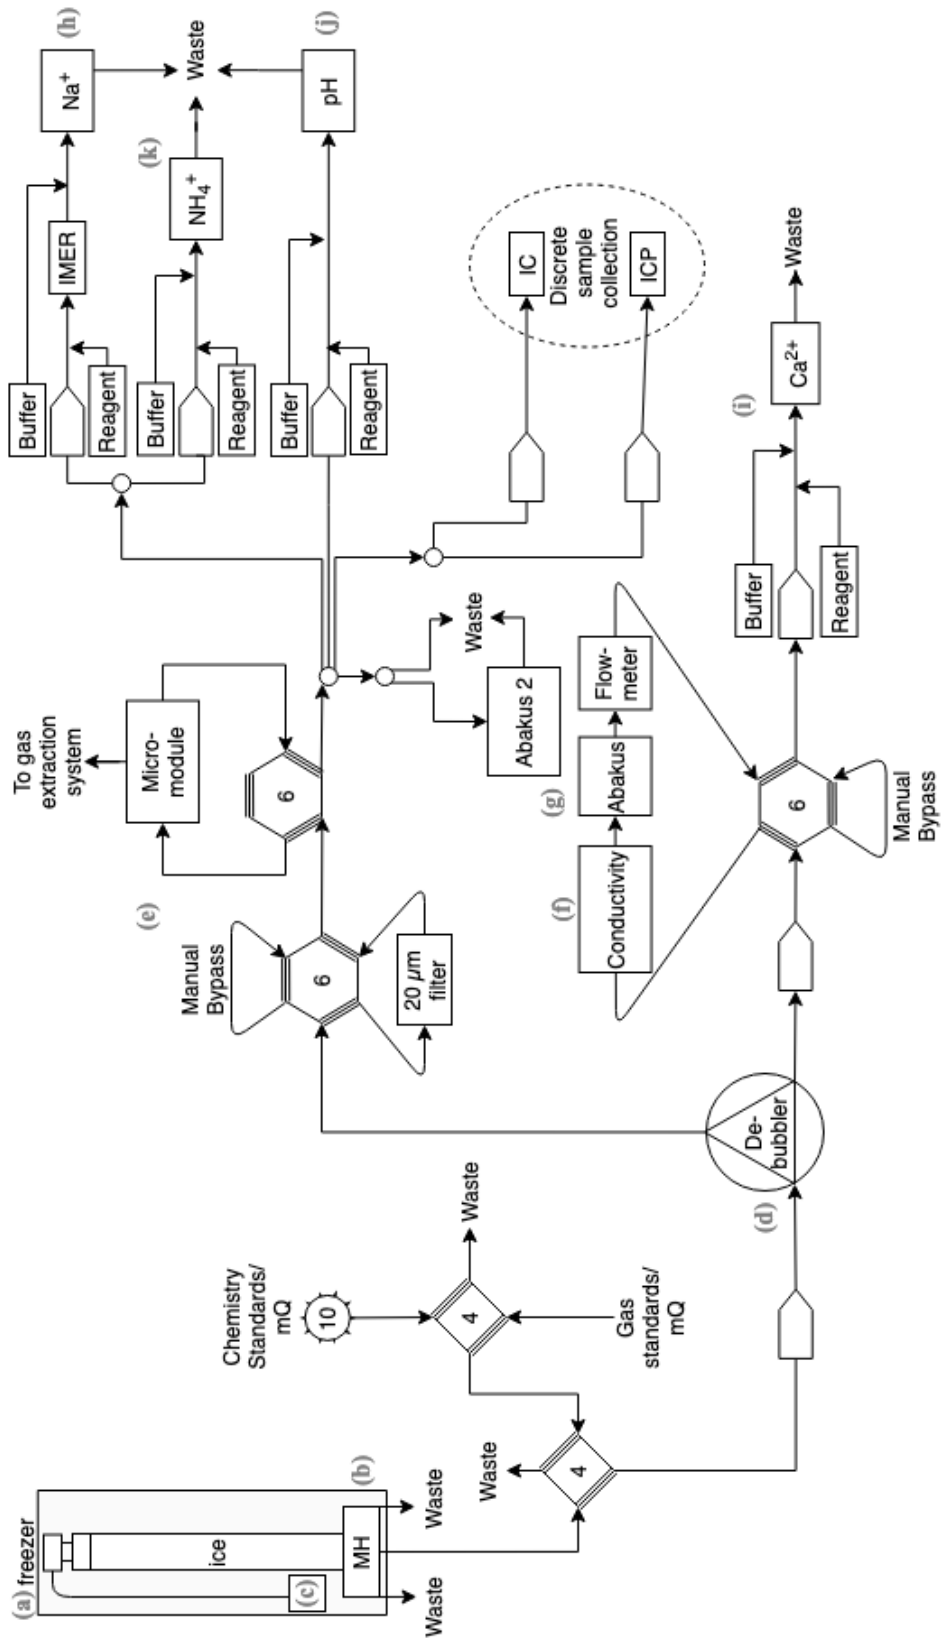 (a) freezer
ice
(c)
MH
(b)
Waste
Waste
Waste
4
Chemistry
Standards/
mQ
10
4
Waste
Gas
standards/
mQ
(d)
De-
bubbler
Manual
Bypass
6
20 µm
filter
(e)
To gas
extraction
system
Micro-
module
6
(f)
Conductivity
(g)
Abakus
Flow-
meter
6
Manual
Bypass
Abakus 2
Waste
Buffer
Reagent
IMER
Na⁺
(h)
Buffer
Reagent
NH₄⁺
(k)
Waste
Buffer
Reagent
pH
(j)
IC
Discrete
sample
collection
ICP
Buffer
Reagent
(i)
Ca²⁺
Waste